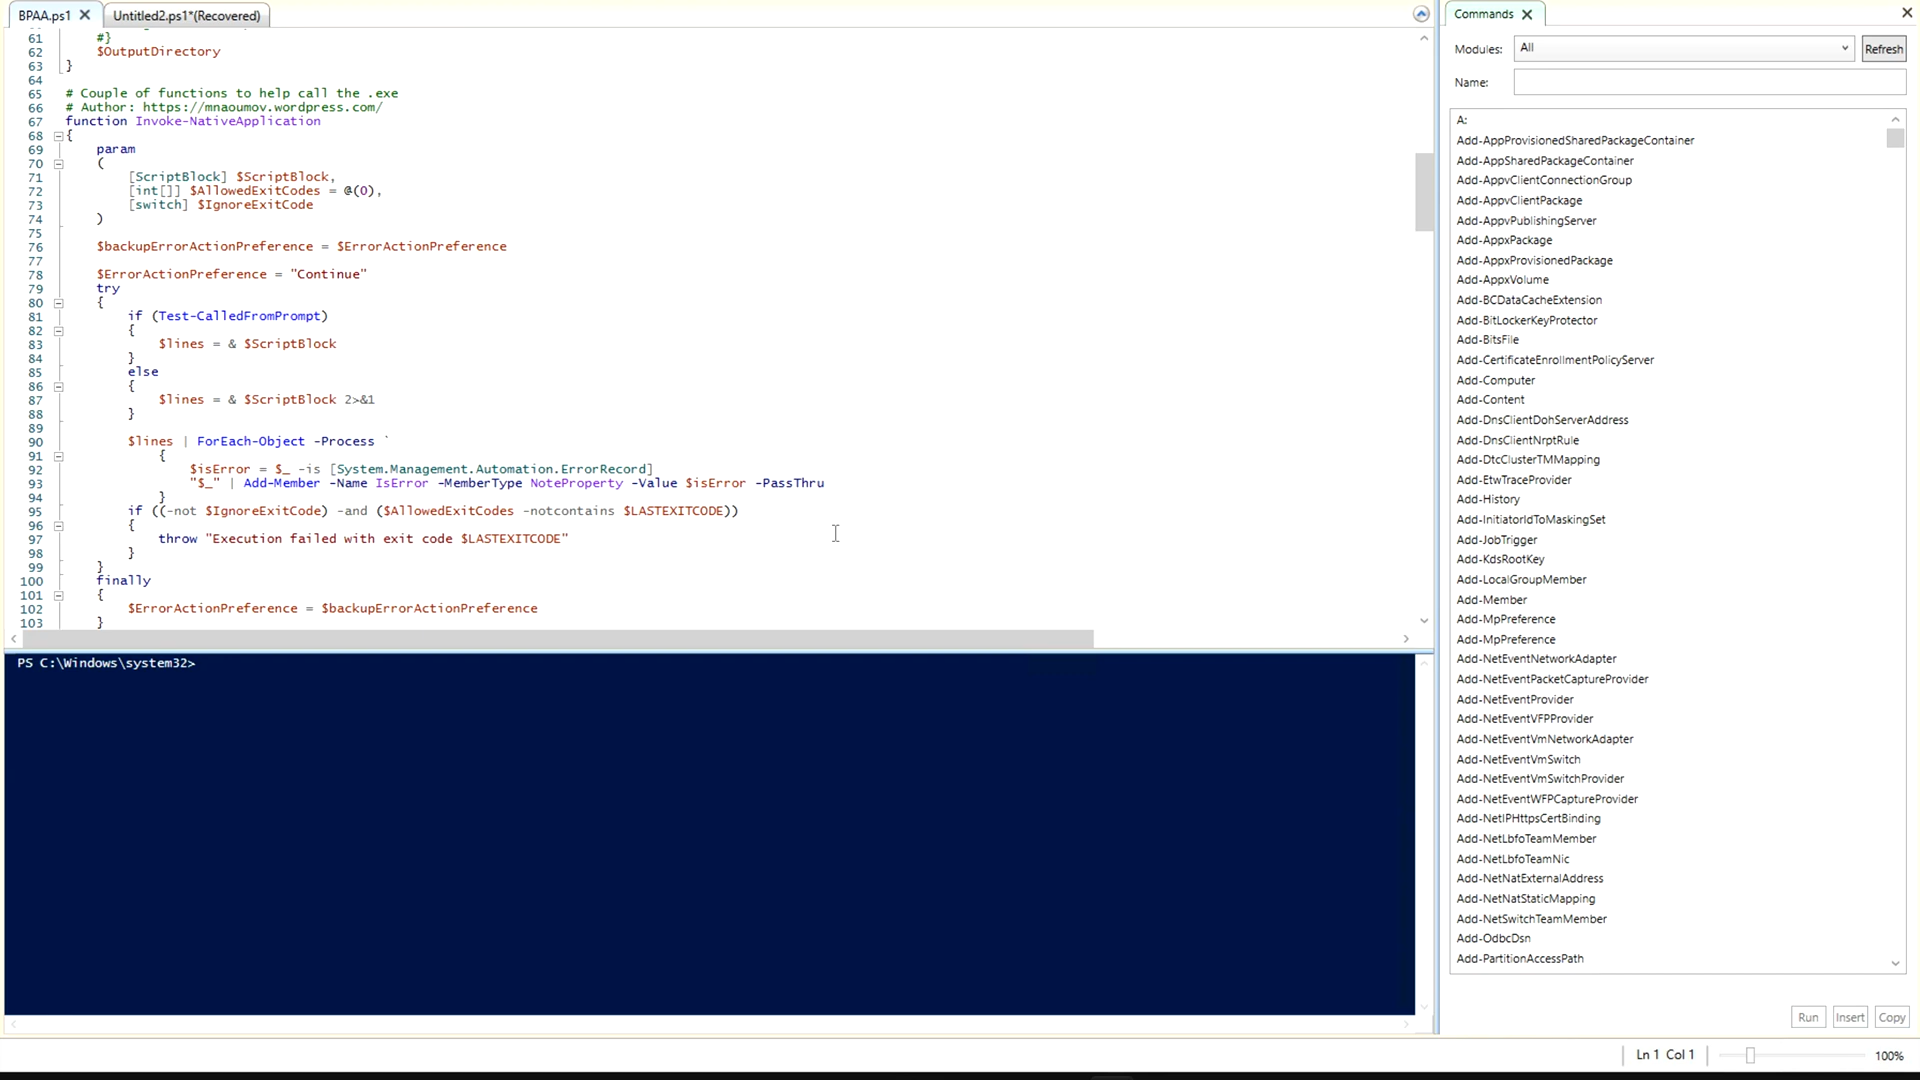 BPAA.ps1
Untitled2.ps1*(Recovered)
61 #}
62 $OutputDirectory
63 }
64
65 # Couple of functions to help call the .exe
66 # Author: https://mnaoumov.wordpress.com/
67 function Invoke-NativeApplication
68 {
69 param
70 (
71 [ScriptBlock] $ScriptBlock,
72 [int[]] $AllowedExitCodes = @(0),
73 [switch] $IgnoreExitCode
74 )
75
76 $backupErrorActionPreference = $ErrorActionPreference
77
78 $ErrorActionPreference = "Continue"
79 try
80 {
81 if (Test-CalledFromPrompt)
82 {
83 $lines = & $ScriptBlock
84 }
85 else
86 {
87 $lines = & $ScriptBlock 2>&1
88 }
89
90 $lines | ForEach-Object -Process `
91 {
92 $isError = $_ -is [System.Management.Automation.ErrorRecord]
93 "$_" | Add-Member -Name IsError -MemberType NoteProperty -Value $isError -PassThru
94 }
95 if ((-not $IgnoreExitCode) -and ($AllowedExitCodes -notcontains $LASTEXITCODE))
96 {
97 throw "Execution failed with exit code $LASTEXITCODE"
98 }
99 }
100 finally
101 {
102 $ErrorActionPreference = $backupErrorActionPreference
103 }
PS C:\Windows\system32>
Commands
Modules: All Refresh
Name:
A:
Add-AppProvisionedSharedPackageContainer
Add-AppSharedPackageContainer
Add-AppvClientConnectionGroup
Add-AppvClientPackage
Add-AppvPublishingServer
Add-AppxPackage
Add-AppxProvisionedPackage
Add-AppxVolume
Add-BCDataCacheExtension
Add-BitLockerKeyProtector
Add-BitsFile
Add-CertificateEnrollmentPolicyServer
Add-Computer
Add-Content
Add-DnsClientDohServerAddress
Add-DnsClientNrptRule
Add-DtcClusterTMMapping
Add-EtwTraceProvider
Add-History
Add-InitiatorIdToMaskingSet
Add-JobTrigger
Add-KdsRootKey
Add-LocalGroupMember
Add-Member
Add-MpPreference
Add-MpPreference
Add-NetEventNetworkAdapter
Add-NetEventPacketCaptureProvider
Add-NetEventProvider
Add-NetEventVFPProvider
Add-NetEventVmNetworkAdapter
Add-NetEventVmSwitch
Add-NetEventVmSwitchProvider
Add-NetEventWFPCaptureProvider
Add-NetIPHttpsCertBinding
Add-NetLbfoTeamMember
Add-NetLbfoTeamNic
Add-NetNatExternalAddress
Add-NetNatStaticMapping
Add-NetSwitchTeamMember
Add-OdbcDsn
Add-PartitionAccessPath
Run Insert Copy
Ln 1 Col 1 100%